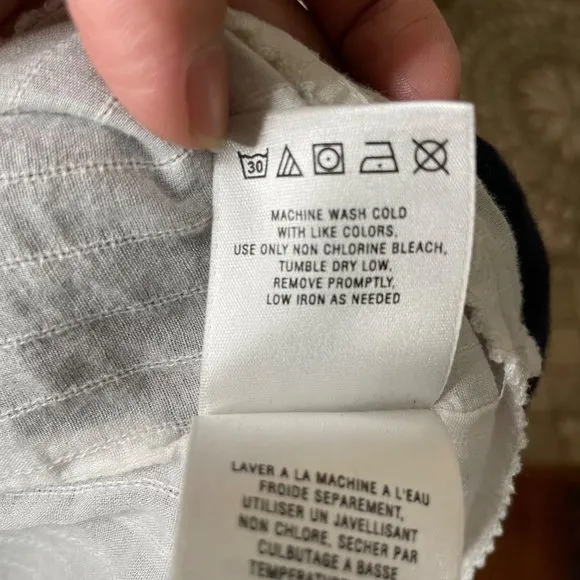 30
MACHINE WASH COLD
WITH LIKE COLORS,
USE ONLY NON CHLORINE BLEACH,
TUMBLE DRY LOW,
REMOVE PROMPTLY,
LOW IRON AS NEEDED
LAVER A LA MACHINE A L'EAU
FROIDE SEPAREMENT,
UTILISER UN JAVELLISANT
NON CHLORE, SECHER PAR
CULBUTAGE A BASSE